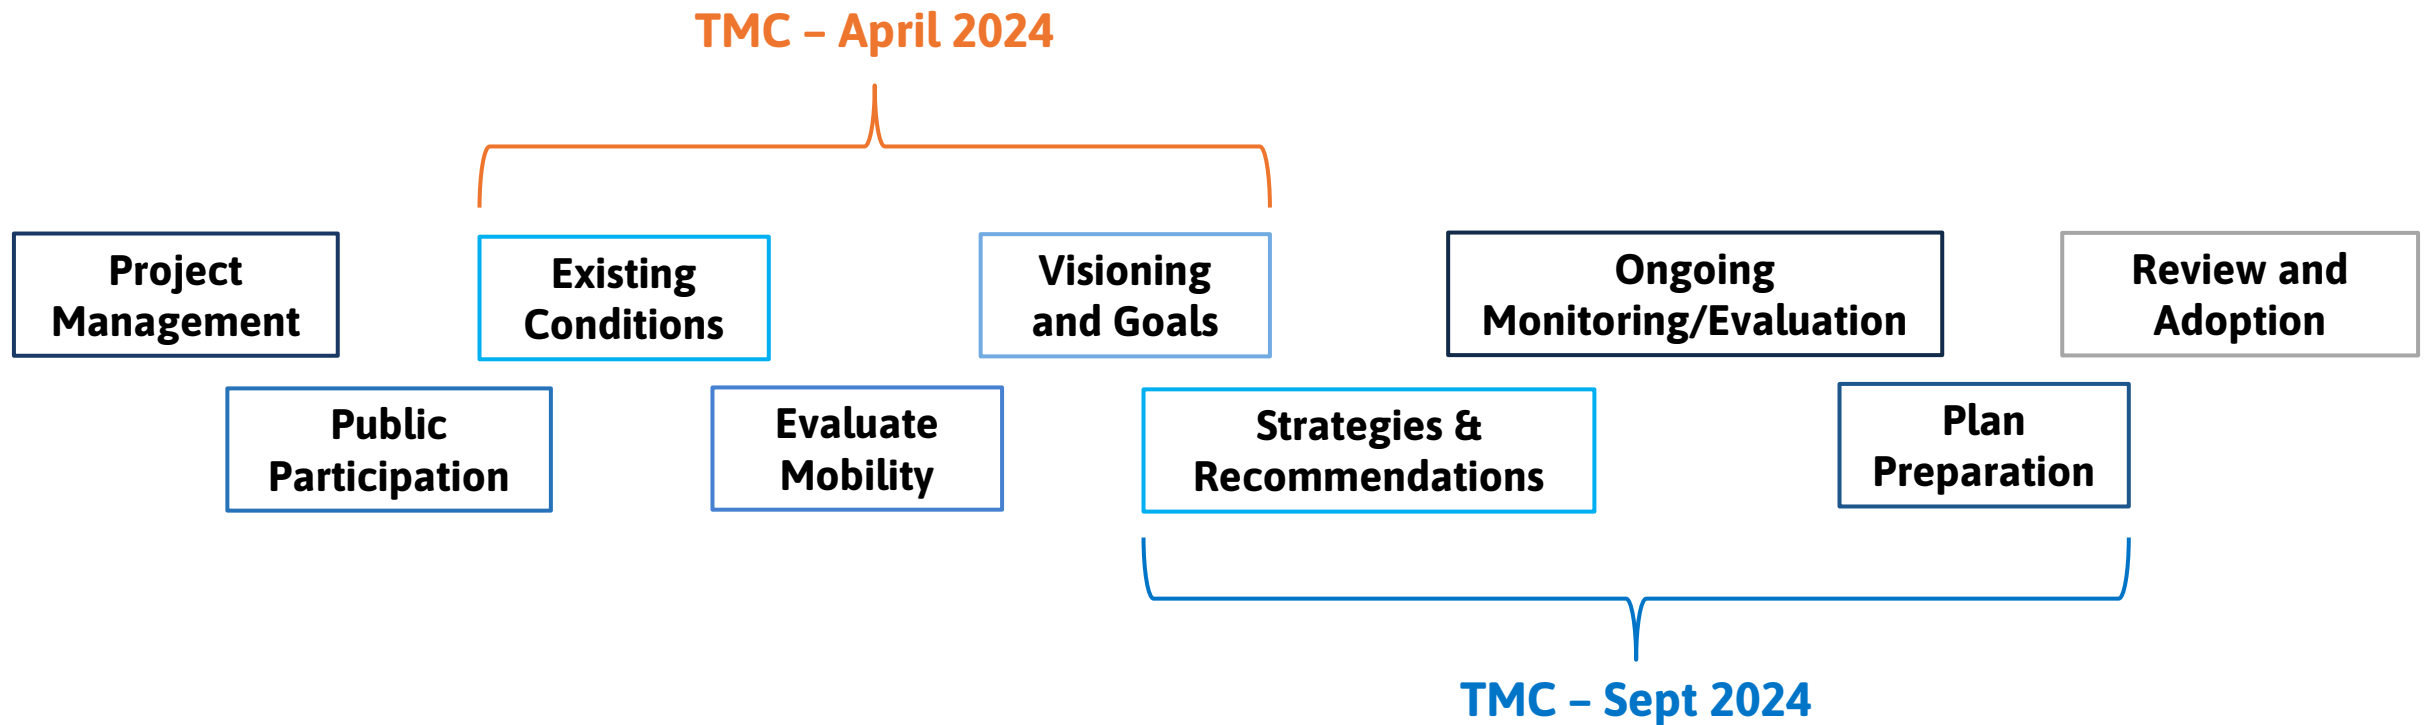 TMC – April 2024
Project
Management
Existing
Conditions
Visioning
and Goals
Ongoing
Monitoring/Evaluation
Review and
Adoption
Public
Participation
Evaluate
Mobility
Strategies &
Recommendations
Plan
Preparation
TMC – Sept 2024